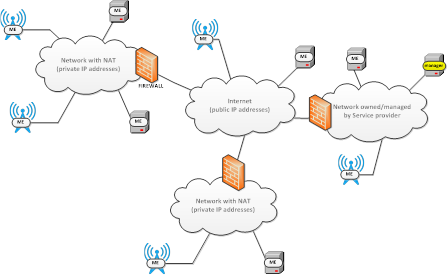 ME
ME
ME
ME
ME
manager
Network with NAT
(private IP addresses)
FIREWALL
Internet
(public IP addresses)
Network owned/managed
by Service provider
ME
ME
ME
Network with NAT
(private IP addresses)
ME
ME